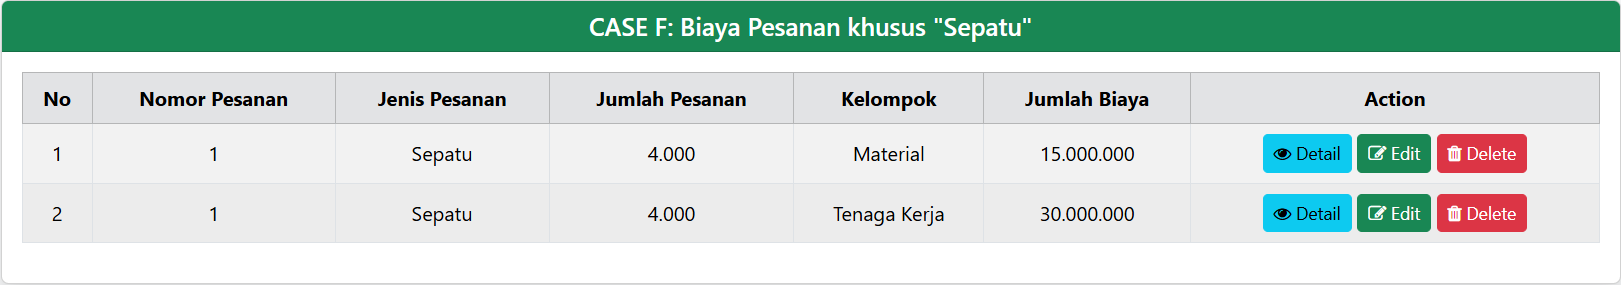 CASE F: Biaya Pesanan khusus "Sepatu"
No Nomor Pesanan Jenis Pesanan Jumlah Pesanan Kelompok Jumlah Biaya Action
1 1 Sepatu 4.000 Material 15.000.000 Detail Edit Delete
2 1 Sepatu 4.000 Tenaga Kerja 30.000.000 Detail Edit Delete